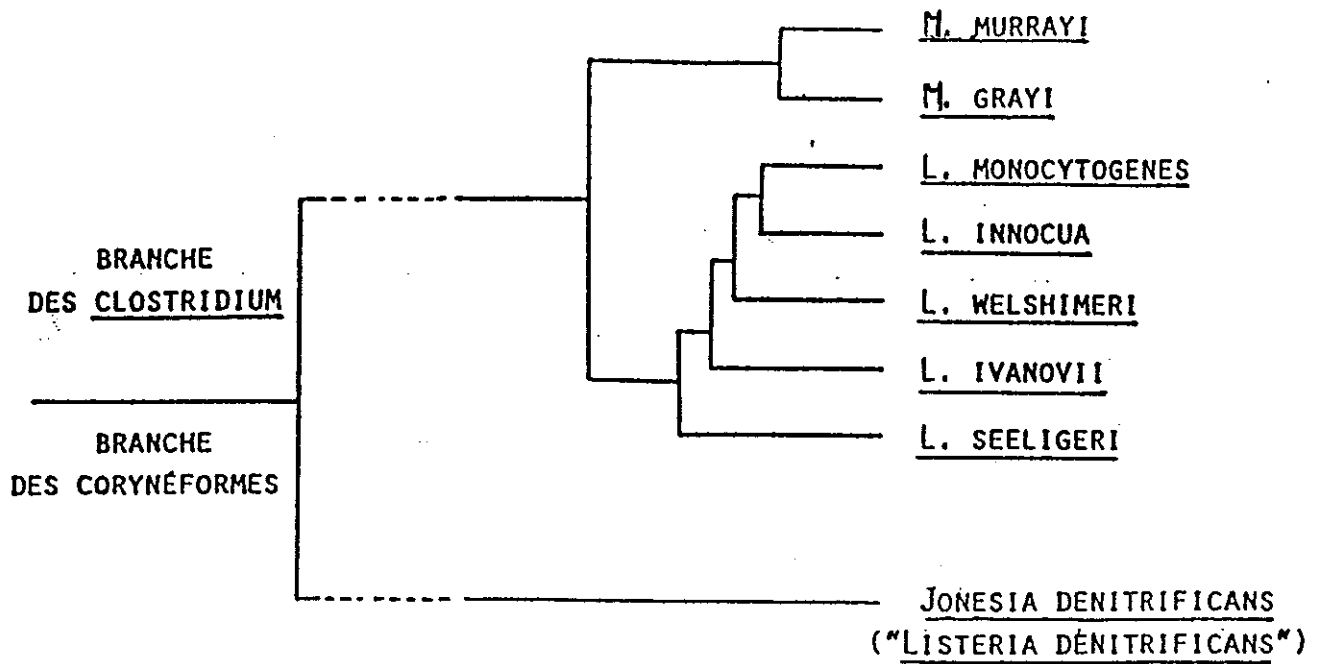 M. MURRAYI
M. GRAYI
L. MONOCYTOGENES
L. INNOCUA
BRANCHE
DES CLOSTRIDIUM
L. WELSHIMERI
L. IVANOVII
L. SEELIGERI
BRANCHE
DES CORYNÉFORMES
JONESIA DENITRIFICANS
("LISTERIA DÉNITRIFICANS")